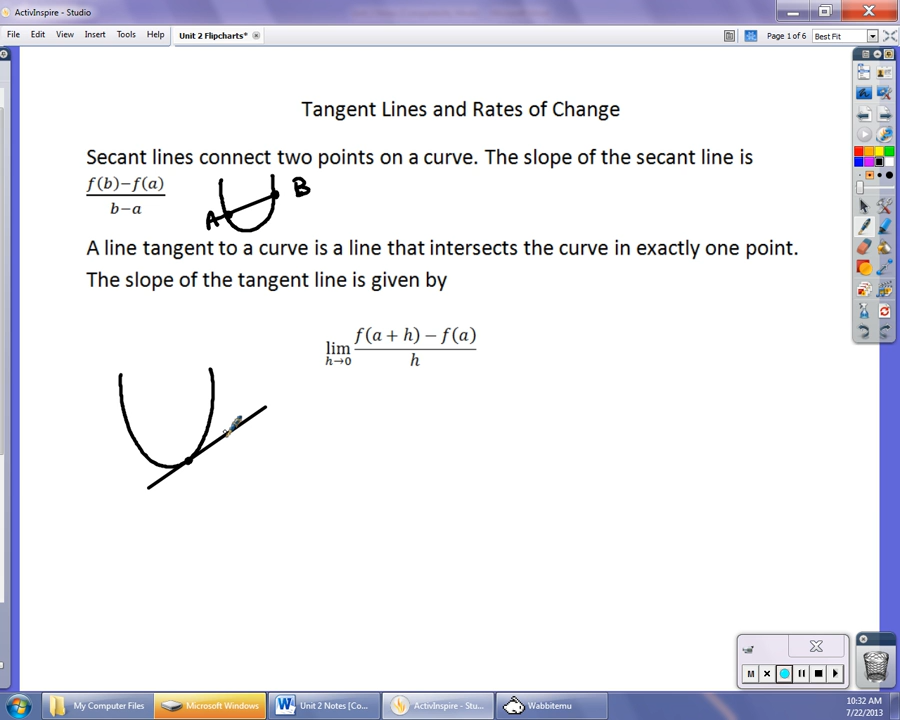 ActivInspire - Studio
File Edit View Insert Tools Help Unit 2 Flipcharts* Page 1 of 6 Best Fit
Tangent Lines and Rates of Change
Secant lines connect two points on a curve. The slope of the secant line is
f(b)−f(a)
b−a
A B
A line tangent to a curve is a line that intersects the curve in exactly one point.
The slope of the tangent line is given by
lim h→0 f(a + h) − f(a)
h
M
My Computer Files Microsoft Windows Unit 2 Notes [Co... ActivInspire - Stu... Wabbitemu 10:32 AM
7/22/2013